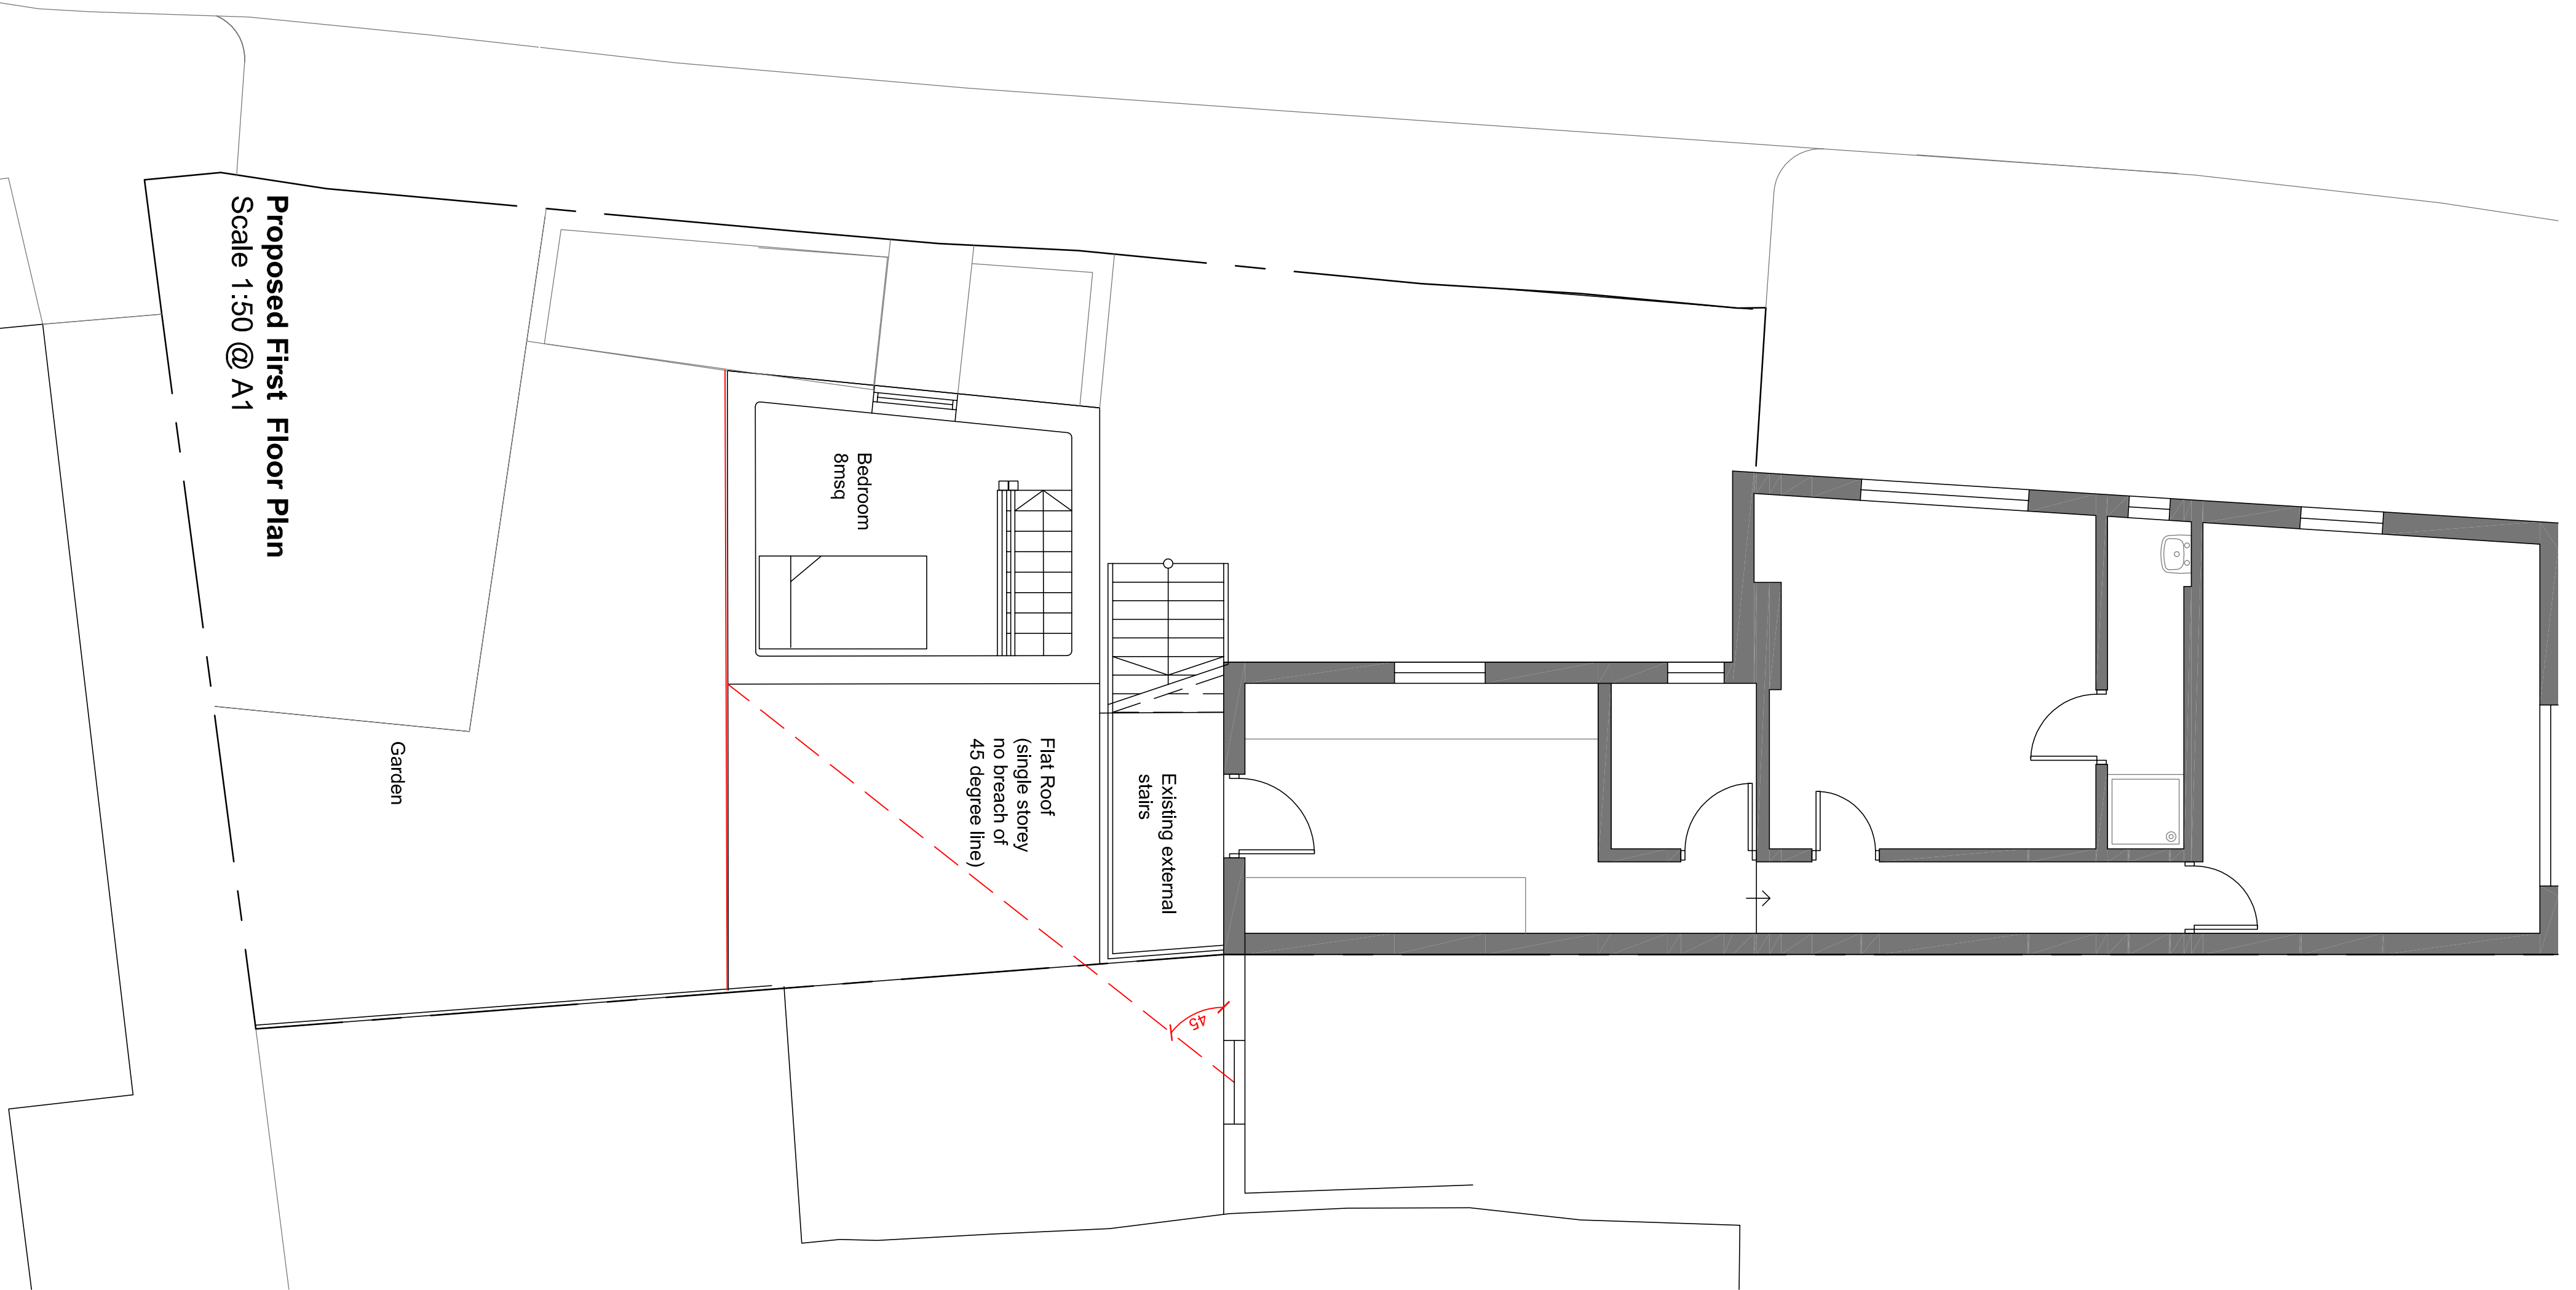 Proposed First Floor Plan
Scale 1:50 @ A1
Bedroom
8msq
Garden
Flat Roof
(single storey
no breach of
45 degree line)
Existing external
stairs
45